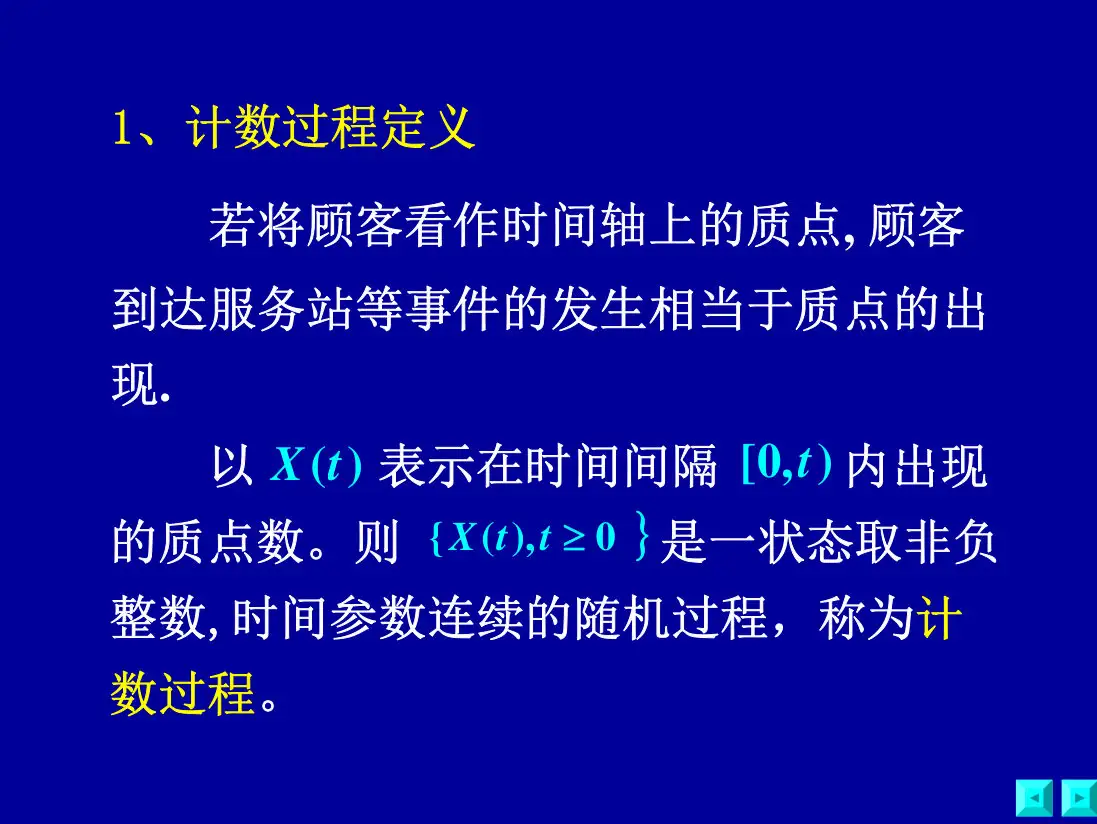 1、计数过程定义
若将顾客看作时间轴上的质点, 顾客
到达服务站等事件的发生相当于质点的出
现.
以 X(t) 表示在时间间隔 [0,t) 内出现
的质点数。则 {X(t),t ≥ 0 } 是一状态取非负
整数, 时间参数连续的随机过程，称为计
数过程。